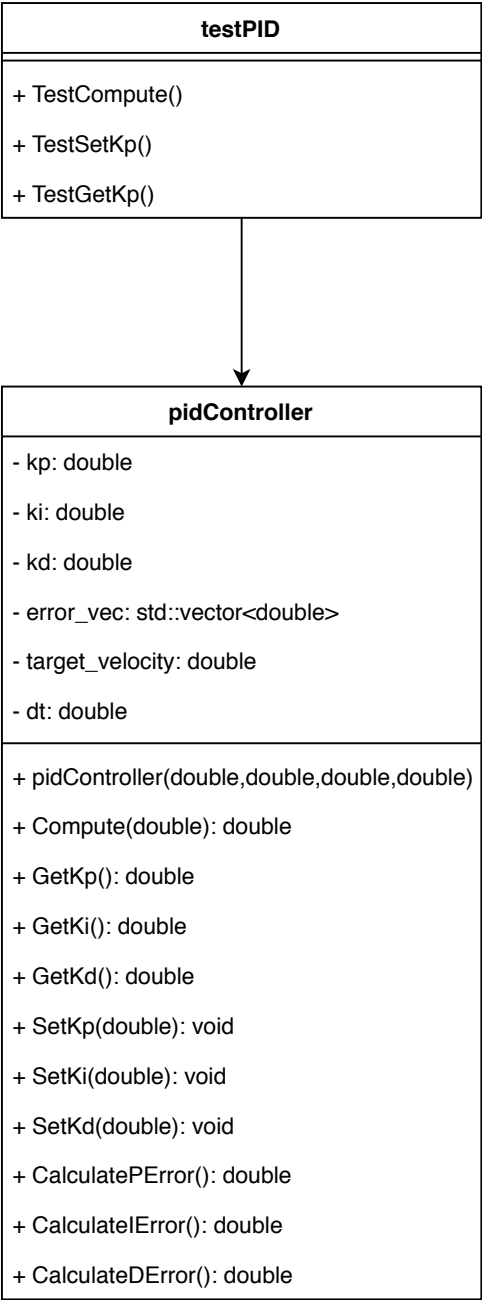 testPID
+ TestCompute()
+ TestSetKp()
+ TestGetKp()
pidController
- kp: double
- ki: double
- kd: double
- error_vec: std::vector<double>
- target_velocity: double
- dt: double
+ pidController(double,double,double,double)
+ Compute(double): double
+ GetKp(): double
+ GetKi(): double
+ GetKd(): double
+ SetKp(double): void
+ SetKi(double): void
+ SetKd(double): void
+ CalculatePError(): double
+ CalculateIError(): double
+ CalculateDError(): double